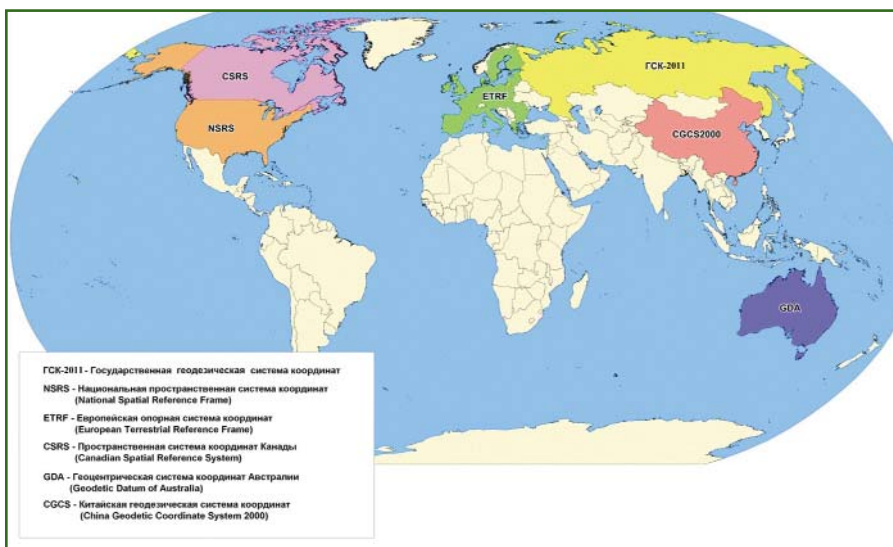 CSRS
ГСК-2011
ETRF
NSRS
CGCS2000
GDA
ГСК-2011 - Государственная геодезическая система координат
NSRS - Национальная пространственная система координат
(National Spatial Reference Frame)
ETRF - Европейская опорная система координат
(European Terrestrial Reference Frame)
CSRS - Пространственная система координат Канады
(Canadian Spatial Reference System)
GDA - Геоцентрическая система координат Австралии
(Geodetic Datum of Australia)
CGCS - Китайская геодезическая система координат
(China Geodetic Coordinate System 2000)